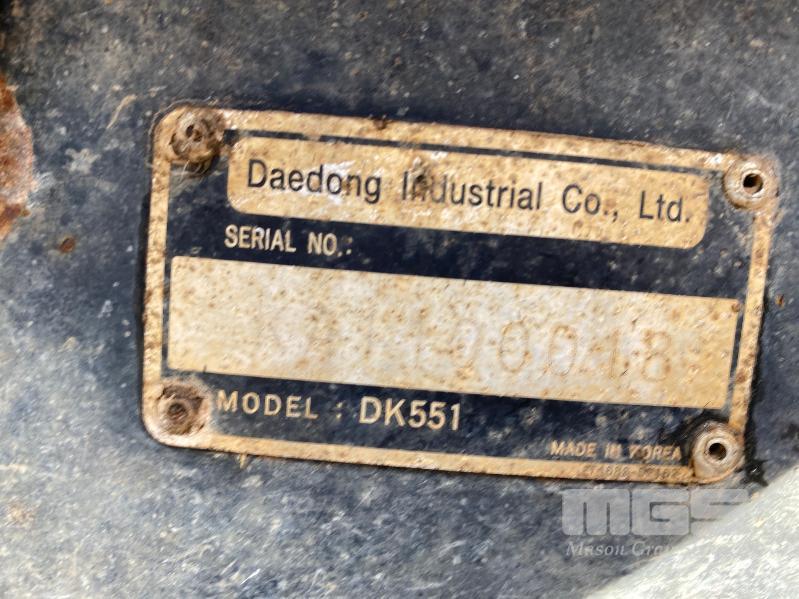 Daedong Industrial Co., Ltd.
SERIAL NO.:
MODEL : DK551
MADE IN KOREA
MGS